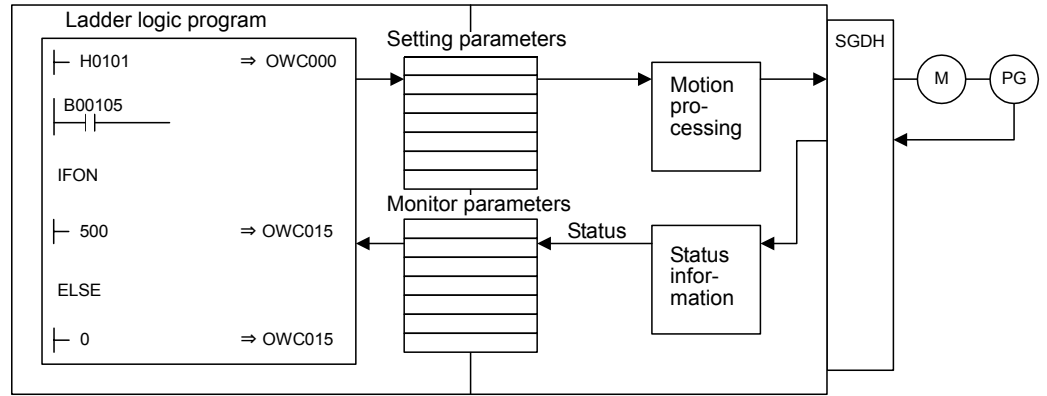 Ladder logic program
H0101 ⇒ OWC000
B00105
IFON
500 ⇒ OWC015
ELSE
0 ⇒ OWC015
Setting parameters
Monitor parameters
Motion
pro-
cessing
Status
Status
infor-
mation
SGDH
M
PG